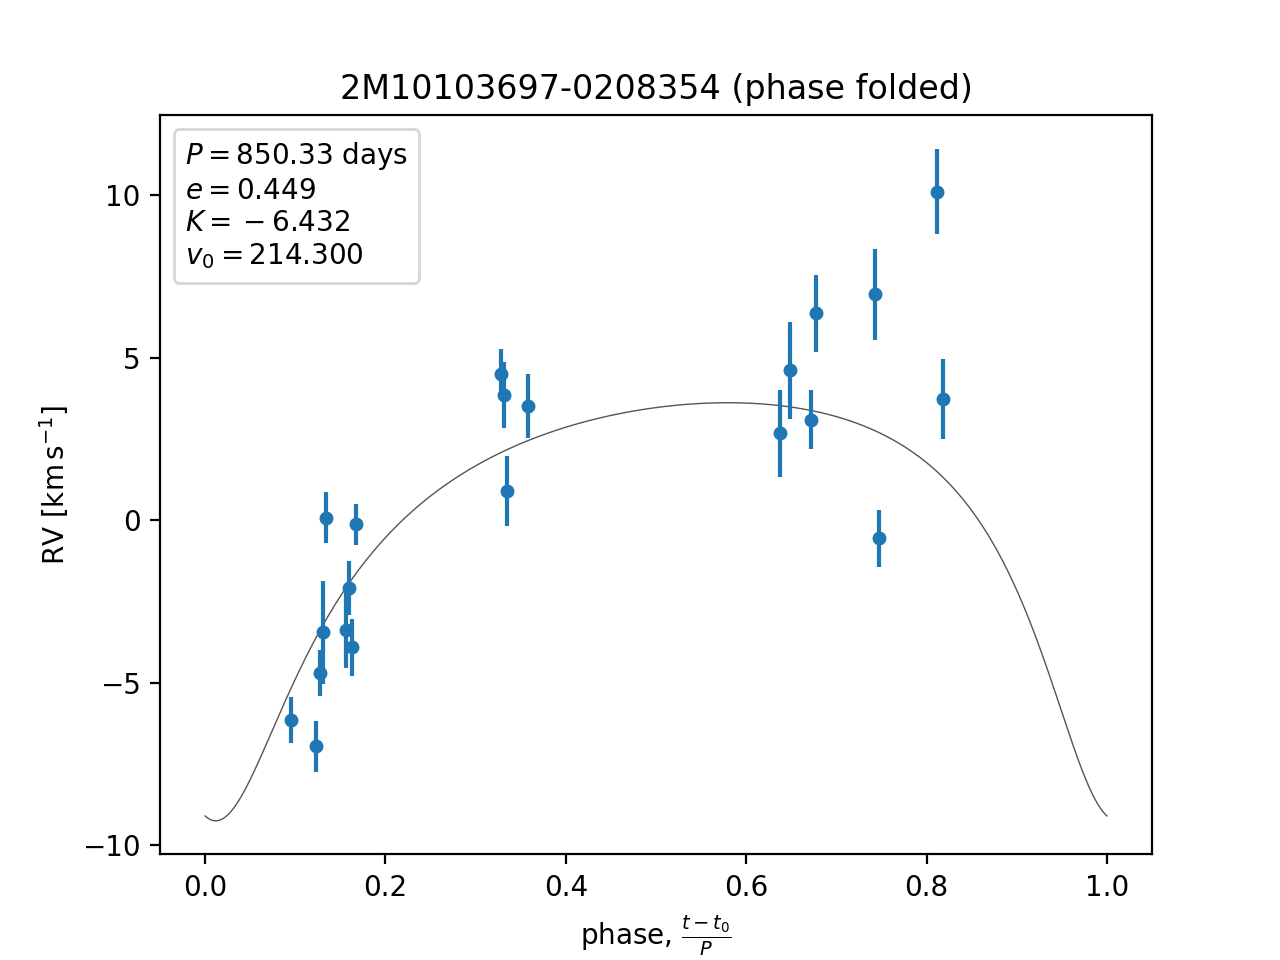 2M10103697-0208354 (phase folded)
P = 850.33 days
e = 0.449
K = −6.432
v₀ = 214.300
10
5
0
−5
−10
RV [km s⁻¹]
0.0 0.2 0.4 0.6 0.8 1.0
phase, (t − t₀)/P